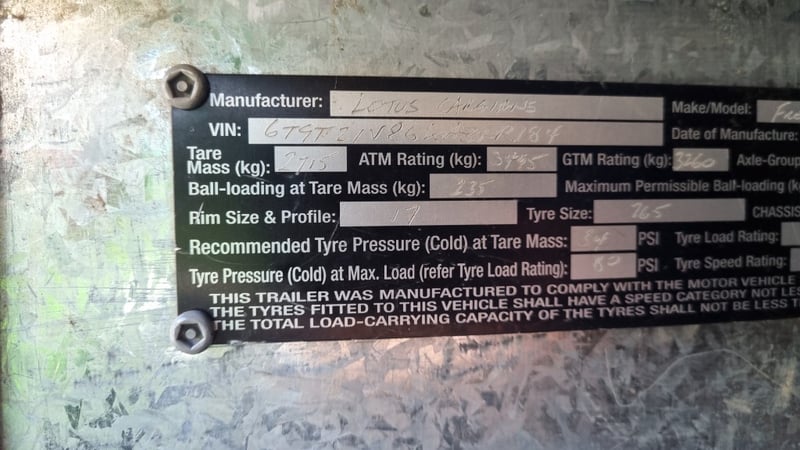 Manufacturer: LOTUS CARAVANS Make/Model:
VIN: Date of Manufacture:
Tare Mass (kg): 2715 ATM Rating (kg): 3495 GTM Rating (kg): 3260 Axle-Group
Ball-loading at Tare Mass (kg): 235 Maximum Permissible Ball-loading
Rim Size & Profile: 17 Tyre Size: 265 CHASSIS
Recommended Tyre Pressure (Cold) at Tare Mass: PSI Tyre Load Rating:
Tyre Pressure (Cold) at Max. Load (refer Tyre Load Rating): 80 PSI Tyre Speed Rating:
THIS TRAILER WAS MANUFACTURED TO COMPLY WITH THE MOTOR VEHICLE
THE TYRES FITTED TO THIS VEHICLE SHALL HAVE A SPEED CATEGORY NOT LES
THE TOTAL LOAD-CARRYING CAPACITY OF THE TYRES SHALL NOT BE LESS T